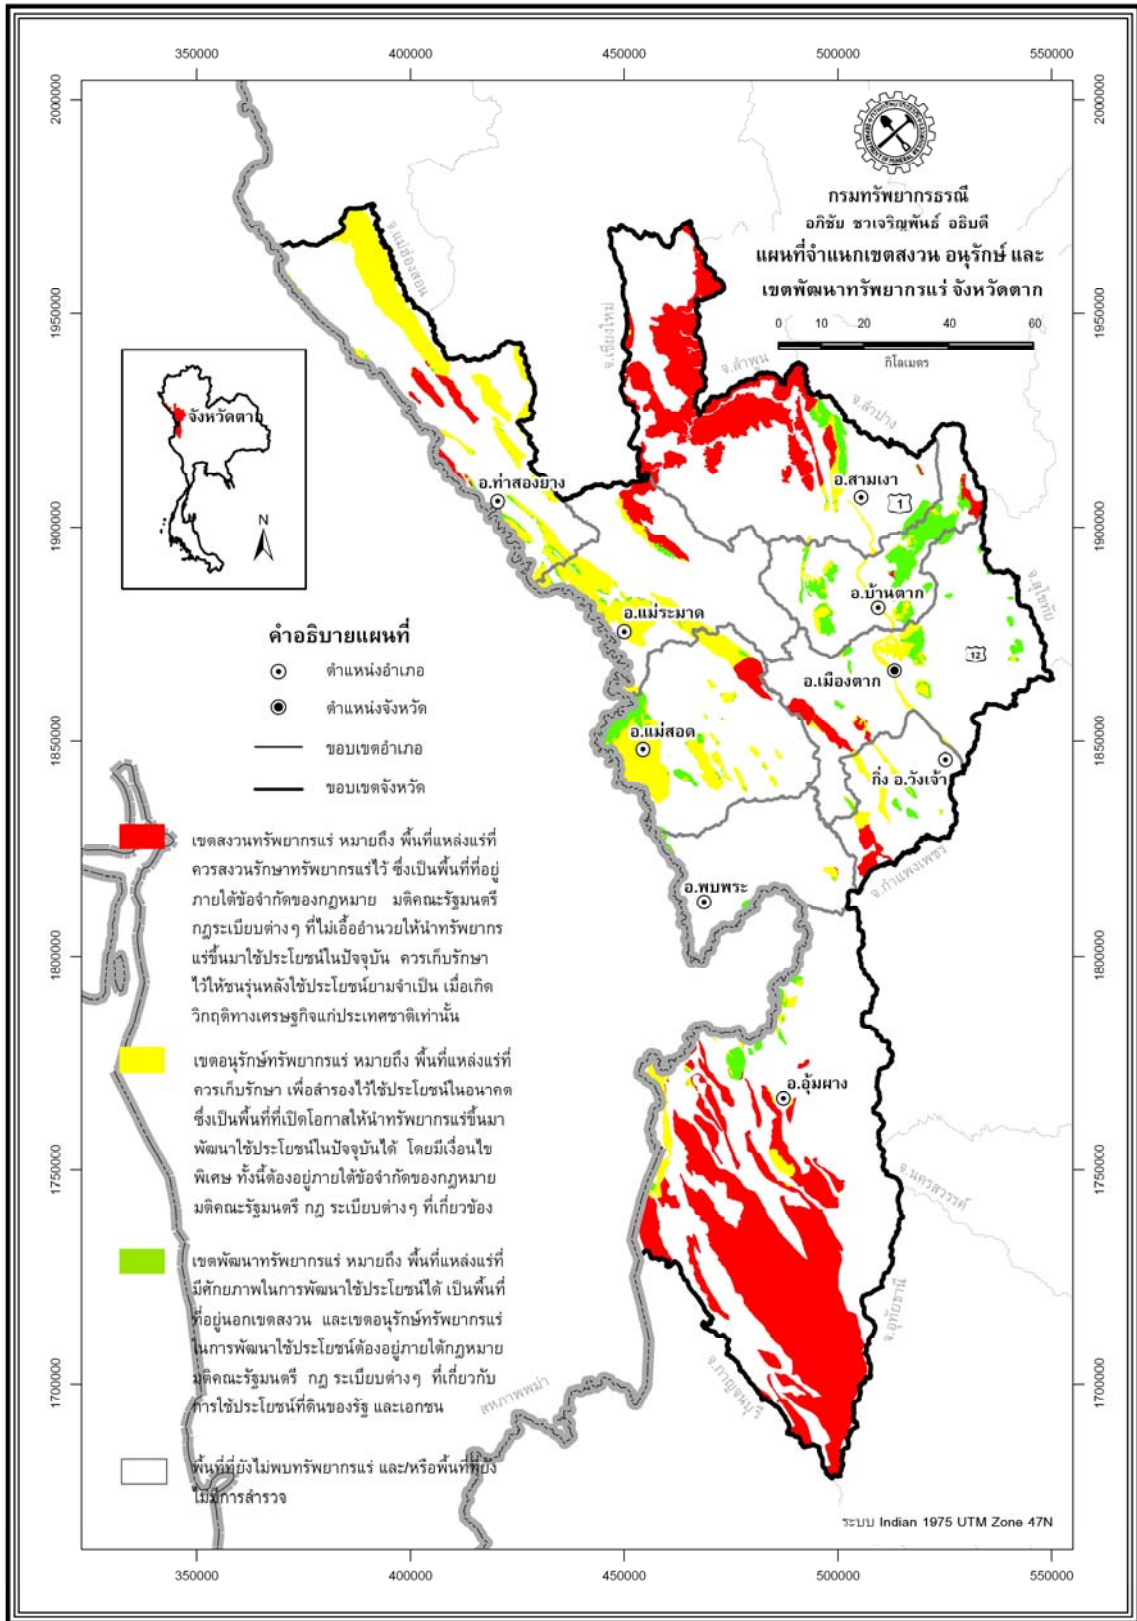 350000 400000 450000 500000 550000
2000000 2000000
กรมทรัพยากรธรณี
อภิชัย ชวเจริญพันธ์ อธิบดี
แผนที่จำแนกเขตสงวน อนุรักษ์ และ
เขตพัฒนาทรัพยากรแร่ จังหวัดตาก
0 10 20 40 60
กิโลเมตร
จ.แม่ฮ่องสอน
จ.เชียงใหม่
จ.ลำพูน
จ.ลำปาง
จ.สุโขทัย
1950000 1950000
จังหวัดตาก
N
อ.ท่าสองยาง
อ.สามเงา
1
1900000 1900000
อ.บ้านตาก
อ.แม่ระมาด
12
อ.เมืองตาก
อ.แม่สอด
1850000 1850000
กิ่ง อ.วังเจ้า
จ.กำแพงเพชร
อ.พบพระ
1800000 1800000
อ.อุ้มผาง
จ.นครสวรรค์
1750000 1750000
จ.อุทัยธานี
จ.กาญจนบุรี
สหภาพพม่า
1700000 1700000
คำอธิบายแผนที่
ตำแหน่งอำเภอ
ตำแหน่งจังหวัด
ขอบเขตอำเภอ
ขอบเขตจังหวัด
เขตสงวนทรัพยากรแร่ หมายถึง พื้นที่แหล่งแร่ที่
ควรสงวนรักษาทรัพยากรแร่ไว้ ซึ่งเป็นพื้นที่ที่อยู่
ภายใต้ข้อจำกัดของกฎหมาย มติคณะรัฐมนตรี
กฎระเบียบต่างๆ ที่ไม่เอื้ออำนวยให้นำทรัพยากร
แร่ขึ้นมาใช้ประโยชน์ในปัจจุบัน ควรเก็บรักษา
ไว้ให้ชนรุ่นหลังใช้ประโยชน์ยามจำเป็น เมื่อเกิด
วิกฤติทางเศรษฐกิจแก่ประเทศชาติเท่านั้น
เขตอนุรักษ์ทรัพยากรแร่ หมายถึง พื้นที่แหล่งแร่ที่
ควรเก็บรักษา เพื่อสำรองไว้ใช้ประโยชน์ในอนาคต
ซึ่งเป็นพื้นที่ที่เปิดโอกาสให้นำทรัพยากรแร่ขึ้นมา
พัฒนาใช้ประโยชน์ในปัจจุบันได้ โดยมีเงื่อนไข
พิเศษ ทั้งนี้ต้องอยู่ภายใต้ข้อจำกัดของกฎหมาย
มติคณะรัฐมนตรี กฎ ระเบียบต่างๆ ที่เกี่ยวข้อง
เขตพัฒนาทรัพยากรแร่ หมายถึง พื้นที่แหล่งแร่ที่
มีศักยภาพในการพัฒนาใช้ประโยชน์ได้ เป็นพื้นที่
ที่อยู่นอกเขตสงวน และเขตอนุรักษ์ทรัพยากรแร่
ในการพัฒนาใช้ประโยชน์ต้องอยู่ภายใต้กฎหมาย
มติคณะรัฐมนตรี กฎ ระเบียบต่างๆ ที่เกี่ยวกับ
การใช้ประโยชน์ที่ดินของรัฐ และเอกชน
พื้นที่ที่ยังไม่พบทรัพยากรแร่ และ/หรือพื้นที่ที่ยัง
ไม่มีการสำรวจ
ระบบ Indian 1975 UTM Zone 47N
350000 400000 450000 500000 550000